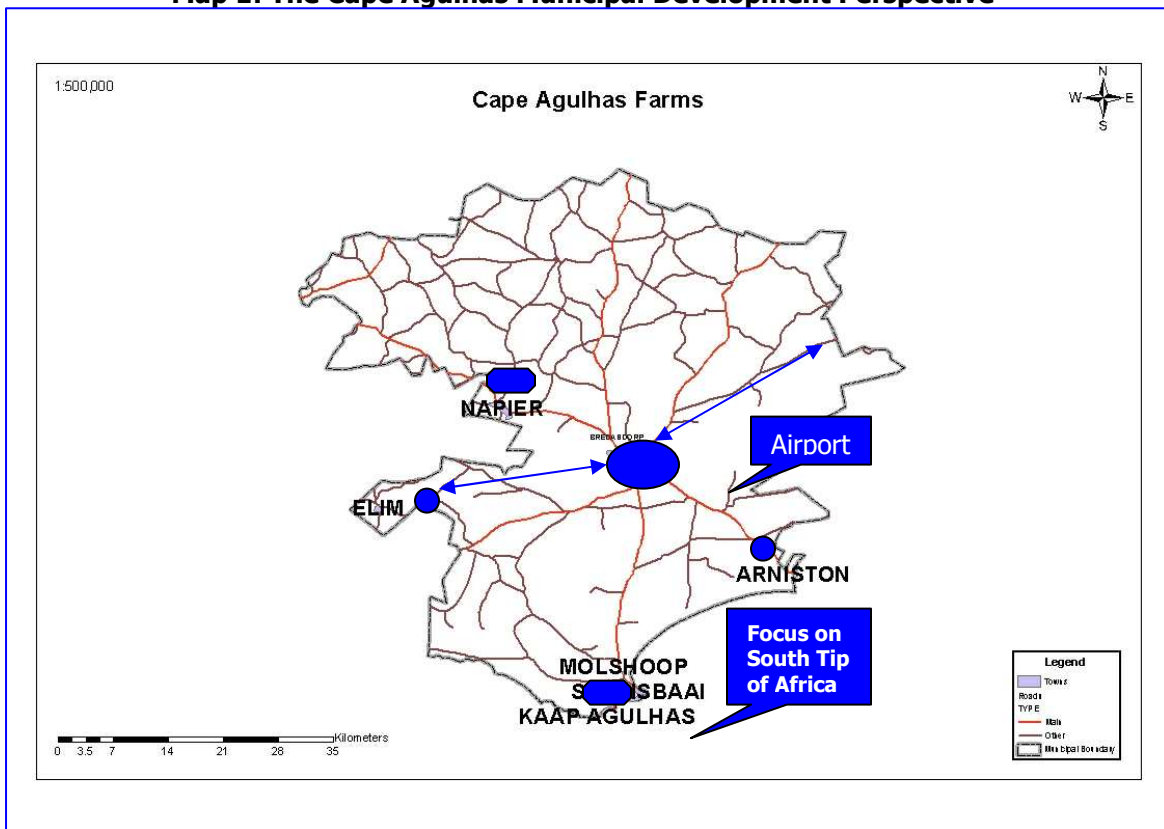 Map 2: The Cape Agulhas Municipal Development Perspective
1:500,000
Cape Agulhas Farms
N
W E
S
NAPIER
BREDASDORP
Airport
ELIM
ARNISTON
Focus on
South Tip
of Africa
MOLSHOOP
S ISBAAI
KAAP AGULHAS
Legend
Towns
Roads
TYPE
Main
Other
Municipal Boundary
Kilometers
0 3.5 7 14 21 28 35